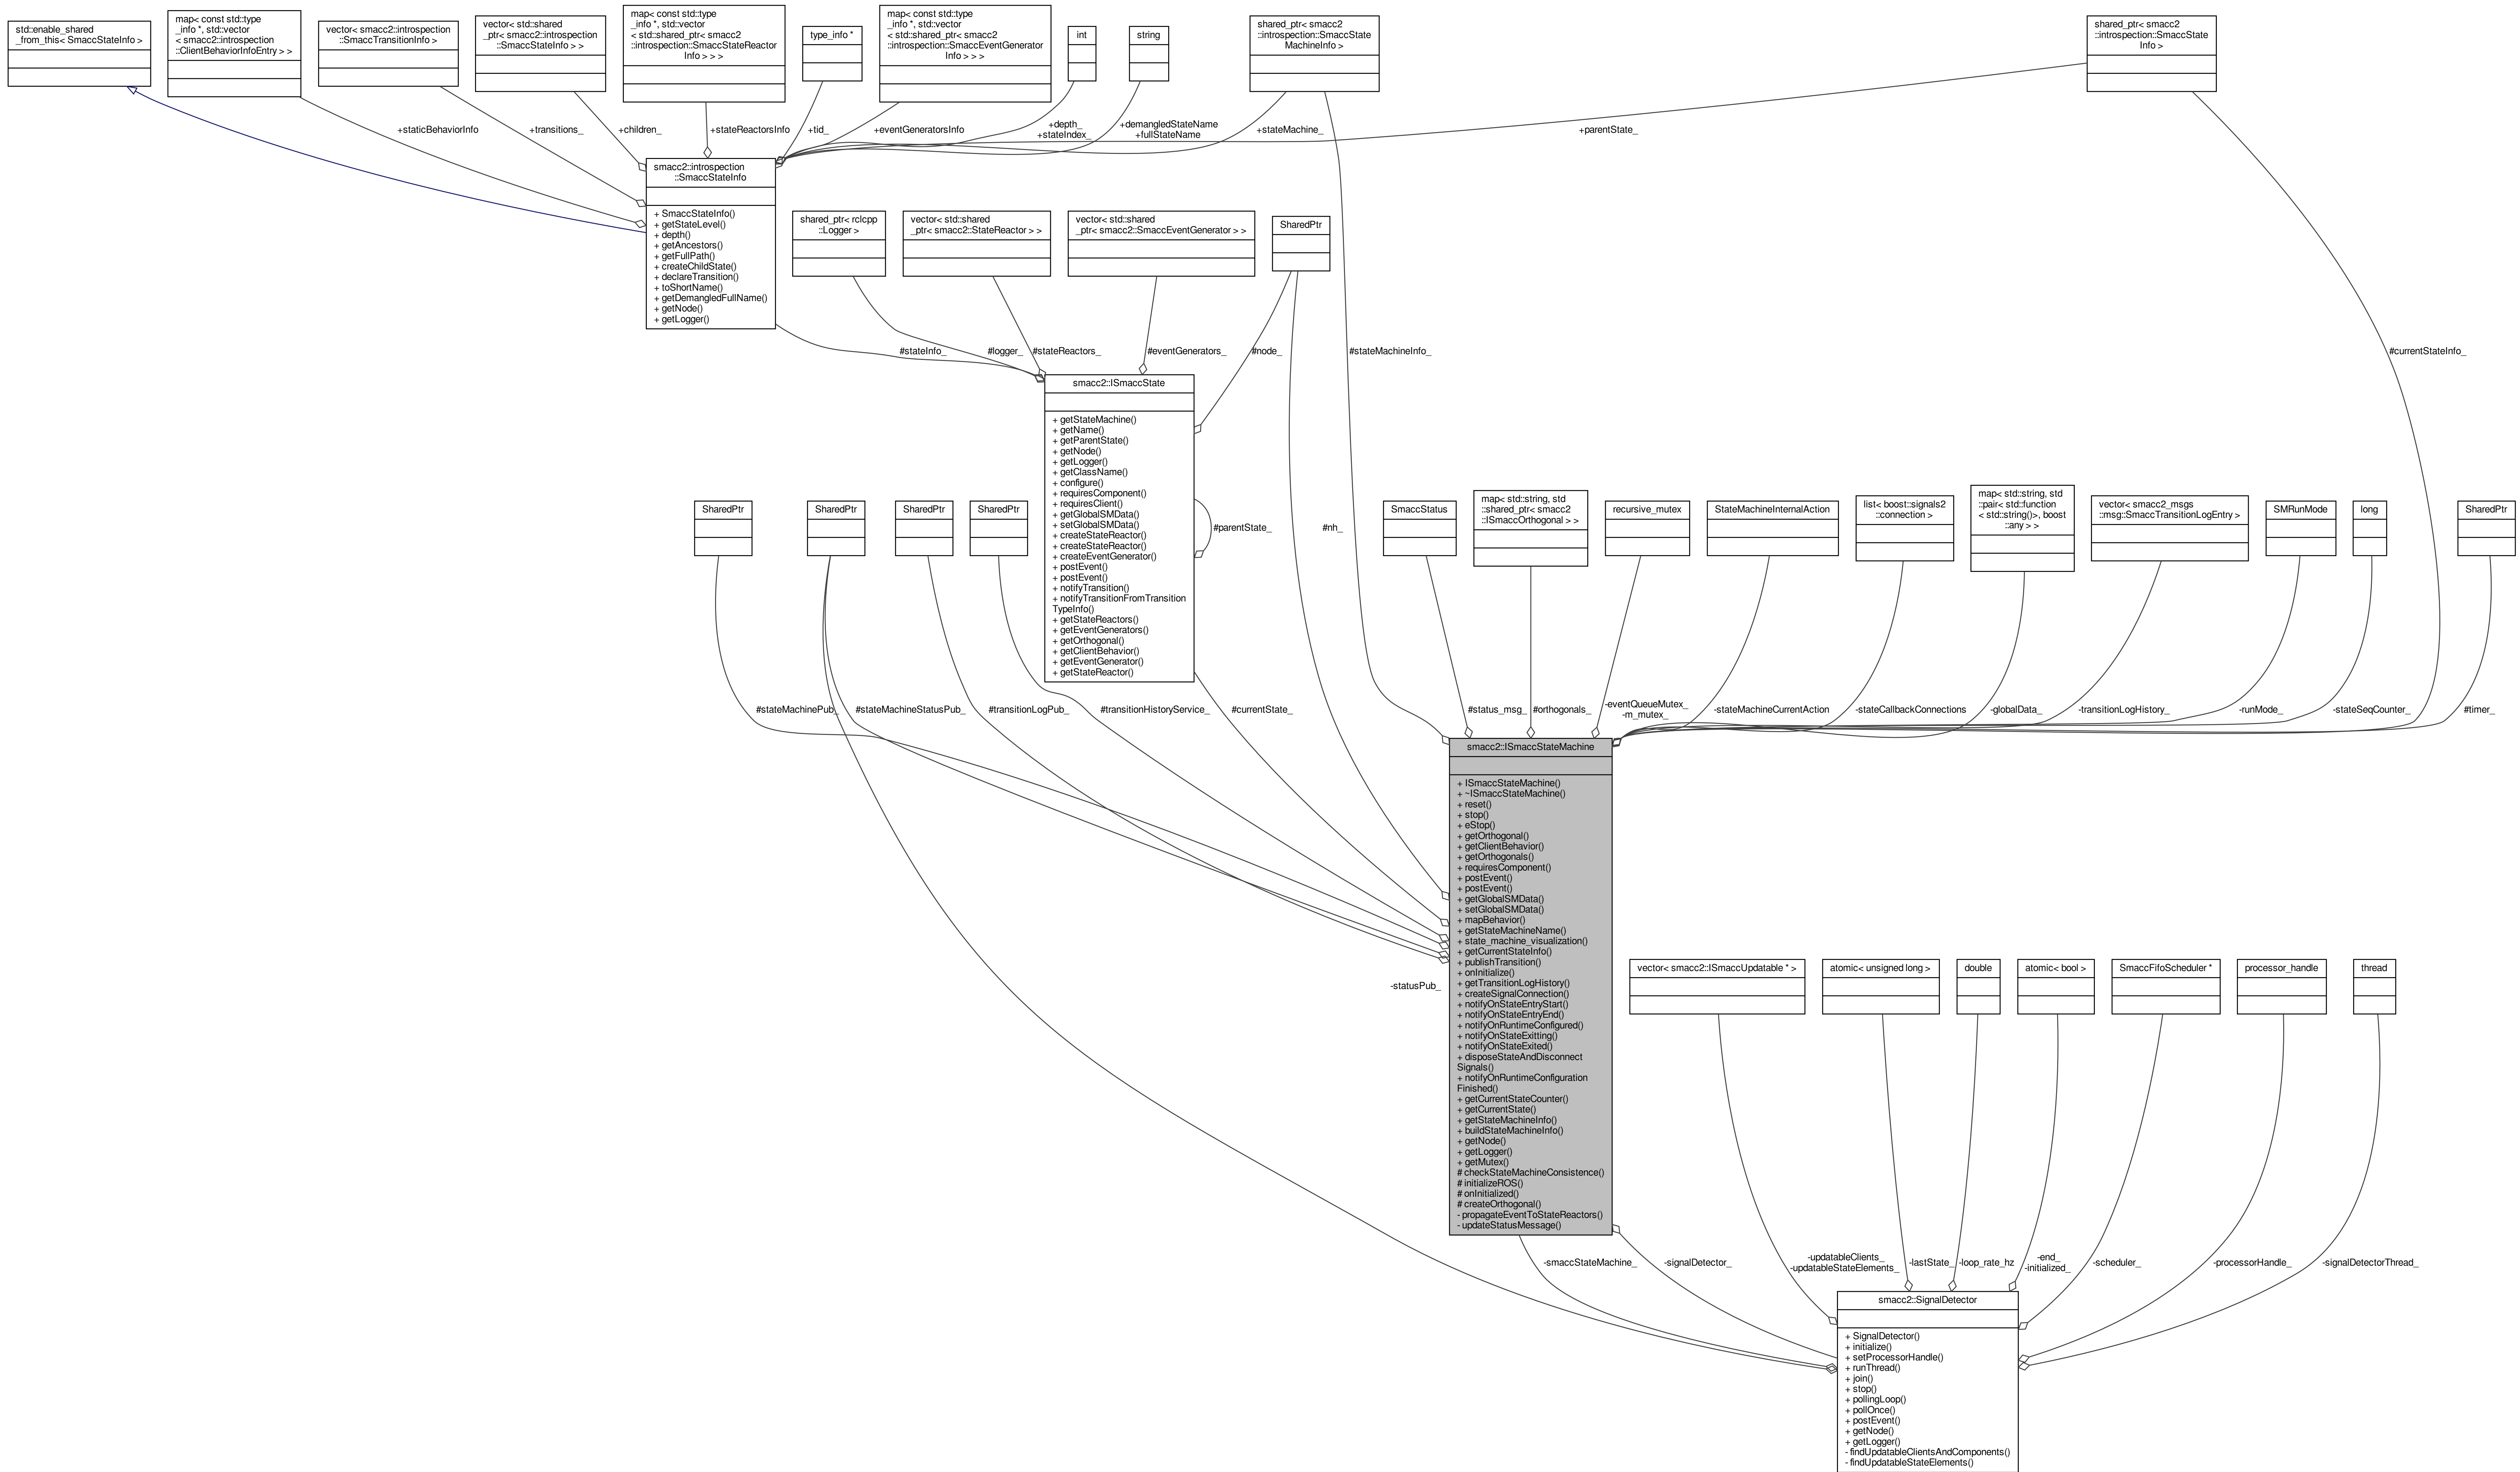 std::enable_shared
_from_this< SmaccStateInfo >
map< const std::type
_info *, std::vector
< smacc2::introspection
::ClientBehaviorInfoEntry > >
vector< smacc2::introspection
::SmaccTransitionInfo >
vector< std::shared
_ptr< smacc2::introspection
::SmaccStateInfo > >
map< const std::type
_info *, std::vector
< std::shared_ptr< smacc2
::introspection::SmaccStateReactor
Info > > >
type_info *
map< const std::type
_info *, std::vector
< std::shared_ptr< smacc2
::introspection::SmaccEventGenerator
Info > > >
int
string
shared_ptr< smacc2
::introspection::SmaccState
MachineInfo >
shared_ptr< smacc2
::introspection::SmaccState
Info >
+staticBehaviorInfo
+transitions_
+children_
+stateReactorsInfo
+tid_
+eventGeneratorsInfo
+depth_
+stateIndex_
+demangledStateName
+fullStateName
+stateMachine_
+parentState_
smacc2::introspection
::SmaccStateInfo
+ SmaccStateInfo()
+ getStateLevel()
+ depth()
+ getAncestors()
+ getFullPath()
+ createChildState()
+ declareTransition()
+ toShortName()
+ getDemangledFullName()
+ getNode()
+ getLogger()
shared_ptr< rclcpp
::Logger >
vector< std::shared
_ptr< smacc2::StateReactor > >
vector< std::shared
_ptr< smacc2::SmaccEventGenerator > >
SharedPtr
#stateInfo_
#logger_
#stateReactors_
#eventGenerators_
#node_
#stateMachineInfo_
#currentStateInfo_
smacc2::ISmaccState
+ getStateMachine()
+ getName()
+ getParentState()
+ getNode()
+ getLogger()
+ getClassName()
+ configure()
+ requiresComponent()
+ requiresClient()
+ getGlobalSMData()
+ setGlobalSMData()
+ createStateReactor()
+ createStateReactor()
+ createEventGenerator()
+ postEvent()
+ postEvent()
+ notifyTransition()
+ notifyTransitionFromTransition
TypeInfo()
+ getStateReactors()
+ getEventGenerators()
+ getOrthogonal()
+ getClientBehavior()
+ getEventGenerator()
+ getStateReactor()
#parentState_
#nh_
SharedPtr
SharedPtr
SharedPtr
SharedPtr
SmaccStatus
map< std::string, std
::shared_ptr< smacc2
::ISmaccOrthogonal > >
recursive_mutex
StateMachineInternalAction
list< boost::signals2
::connection >
map< std::string, std
::pair< std::function
< std::string()>, boost
::any > >
vector< smacc2_msgs
::msg::SmaccTransitionLogEntry >
SMRunMode
long
SharedPtr
#stateMachinePub_
#stateMachineStatusPub_
#transitionLogPub_
#transitionHistoryService_
#currentState_
#status_msg_
#orthogonals_
-eventQueueMutex_
-m_mutex_
-stateMachineCurrentAction
-stateCallbackConnections
-globalData_
-transitionLogHistory_
-runMode_
-stateSeqCounter_
#timer_
smacc2::ISmaccStateMachine
+ ISmaccStateMachine()
+ ~ISmaccStateMachine()
+ reset()
+ stop()
+ eStop()
+ getOrthogonal()
+ getClientBehavior()
+ getOrthogonals()
+ requiresComponent()
+ postEvent()
+ postEvent()
+ getGlobalSMData()
+ setGlobalSMData()
+ mapBehavior()
+ getStateMachineName()
+ state_machine_visualization()
+ getCurrentStateInfo()
+ publishTransition()
+ onInitialize()
+ getTransitionLogHistory()
+ createSignalConnection()
+ notifyOnStateEntryStart()
+ notifyOnStateEntryEnd()
+ notifyOnRuntimeConfigured()
+ notifyOnStateExitting()
+ notifyOnStateExited()
+ disposeStateAndDisconnect
Signals()
+ notifyOnRuntimeConfiguration
Finished()
+ getCurrentStateCounter()
+ getCurrentState()
+ getStateMachineInfo()
+ buildStateMachineInfo()
+ getNode()
+ getLogger()
+ getMutex()
# checkStateMachineConsistence()
# initializeROS()
# onInitialized()
# createOrthogonal()
- propagateEventToStateReactors()
- updateStatusMessage()
-statusPub_
vector< smacc2::ISmaccUpdatable * >
atomic< unsigned long >
double
atomic< bool >
SmaccFifoScheduler *
processor_handle
thread
-smaccStateMachine_
-signalDetector_
-updatableClients_
-updatableStateElements_
-lastState_
-loop_rate_hz
-end_
-initialized_
-scheduler_
-processorHandle_
-signalDetectorThread_
smacc2::SignalDetector
+ SignalDetector()
+ initialize()
+ setProcessorHandle()
+ runThread()
+ join()
+ stop()
+ pollingLoop()
+ pollOnce()
+ postEvent()
+ getNode()
+ getLogger()
- findUpdatableClientsAndComponents()
- findUpdatableStateElements()